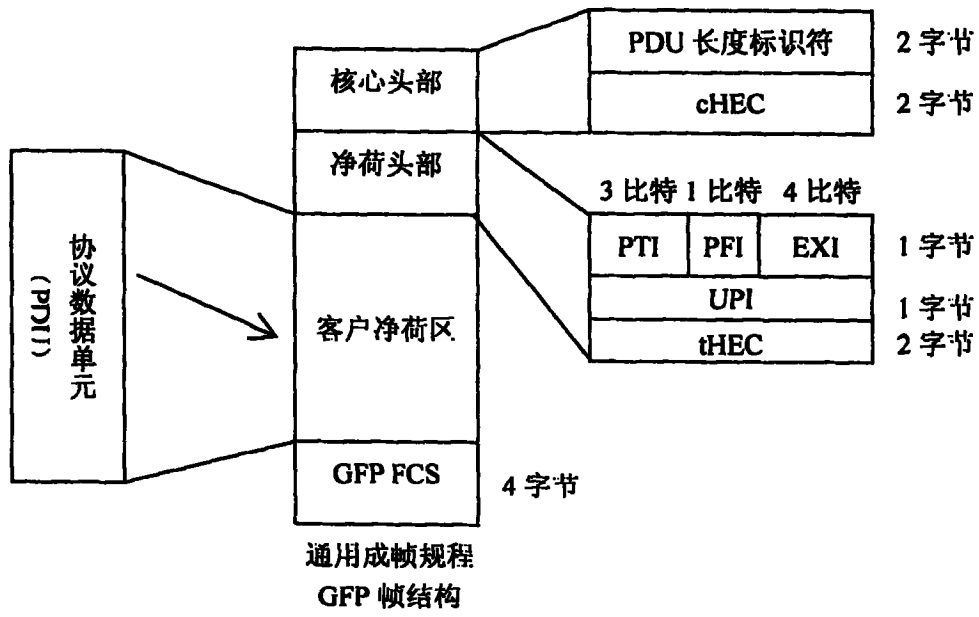 PDU 长度标识符
2 字节
核心头部
cHEC
2 字节
净荷头部
3 比特
1 比特
4 比特
PTI
PFI
EXI
1 字节
UPI
1 字节
tHEC
2 字节
协议数据单元
(PDU)
客户净荷区
GFP FCS
4 字节
通用成帧规程
GFP 帧结构